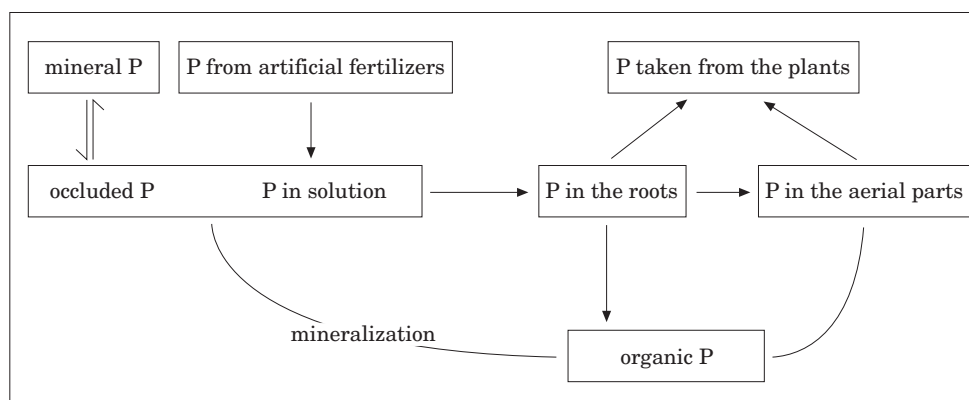 mineral P
P from artificial fertilizers
P taken from the plants
occluded P
P in solution
P in the roots
P in the aerial parts
mineralization
organic P